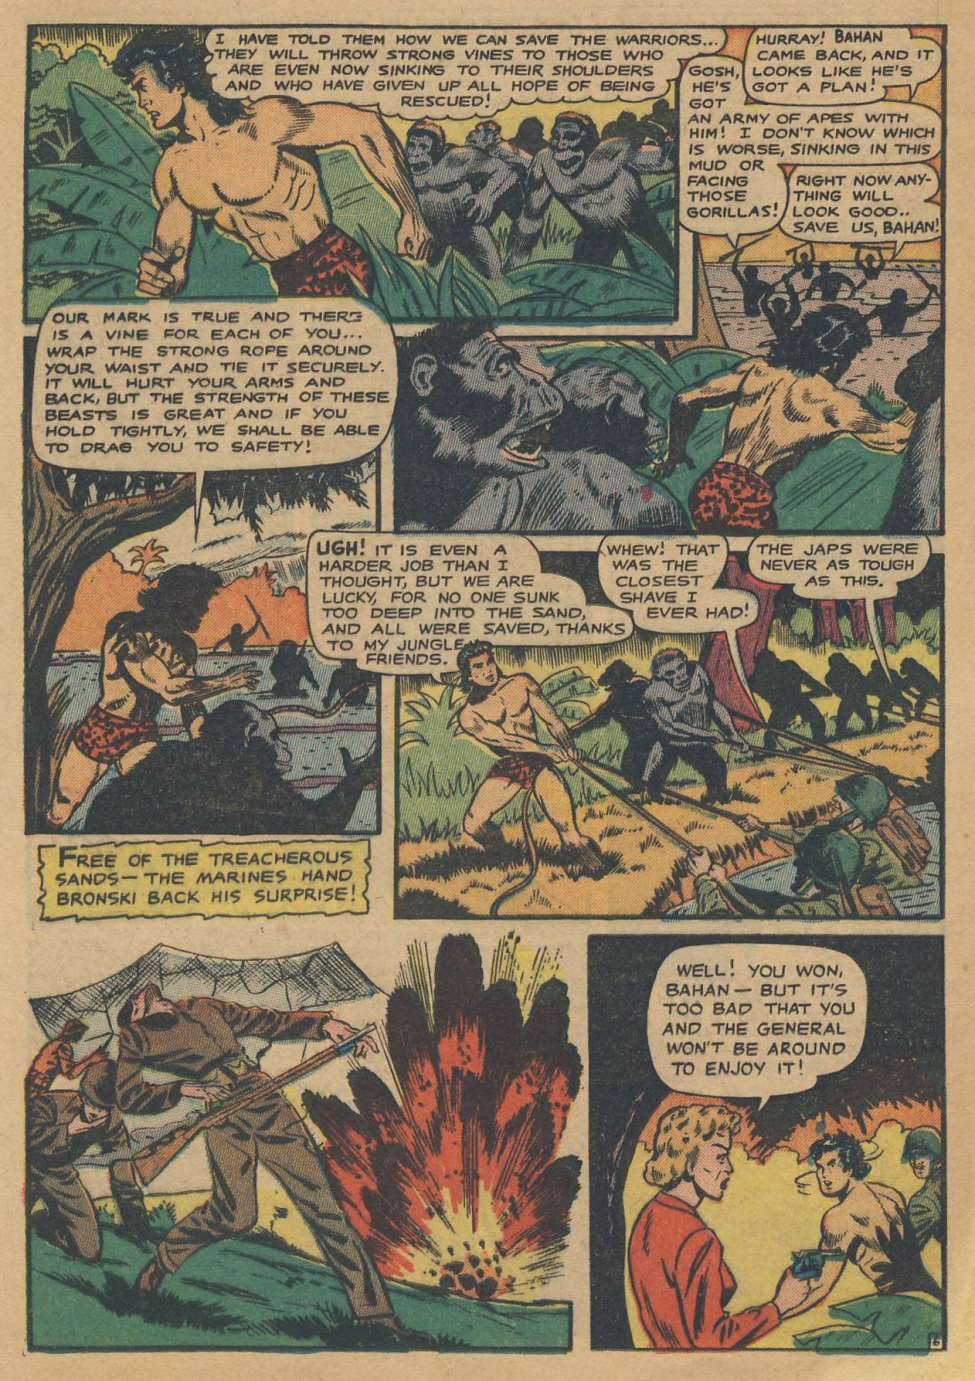 I HAVE TOLD THEM HOW WE CAN SAVE THE WARRIORS...
THEY WILL THROW STRONG VINES TO THOSE WHO
ARE EVEN NOW SINKING TO THEIR SHOULDERS
AND WHO HAVE GIVEN UP ALL HOPE OF BEING
RESCUED!
HURRAY! BAHAN
CAME BACK, AND IT
LOOKS LIKE HE'S
GOT A PLAN!
GOSH,
HE'S
GOT
AN ARMY OF APES WITH
HIM! I DON'T KNOW WHICH
IS WORSE, SINKING IN THIS
MUD OR
FACING
THOSE
GORILLAS!
RIGHT NOW ANY-
THING WILL
LOOK GOOD..
SAVE US, BAHAN!
OUR MARK IS TRUE AND THERE
IS A VINE FOR EACH OF YOU...
WRAP THE STRONG ROPE AROUND
YOUR WAIST AND TIE IT SECURELY.
IT WILL HURT YOUR ARMS AND
BACK, BUT THE STRENGTH OF THESE
BEASTS IS GREAT AND IF YOU
HOLD TIGHTLY, WE SHALL BE ABLE
TO DRAG YOU TO SAFETY!
UGH! IT IS EVEN A
HARDER JOB THAN I
THOUGHT, BUT WE ARE
LUCKY, FOR NO ONE SUNK
TOO DEEP INTO THE SAND,
AND ALL WERE SAVED, THANKS
TO MY JUNGLE
FRIENDS.
WHEW! THAT
WAS THE
CLOSEST
SHAVE I
EVER HAD!
THE JAPS WERE
NEVER AS TOUGH
AS THIS.
FREE OF THE TREACHEROUS
SANDS—THE MARINES HAND
BRONSKI BACK HIS SURPRISE!
WELL! YOU WON,
BAHAN—BUT IT'S
TOO BAD THAT YOU
AND THE GENERAL
WON'T BE AROUND
TO ENJOY IT!
6